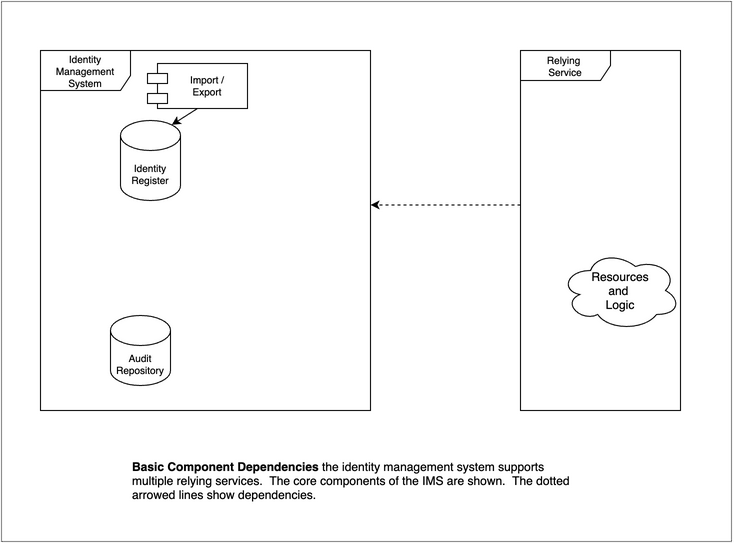 Identity
Management
System
Import /
Export
Relying
Service
Identity
Register
Resources
and
Logic
Audit
Repository
Basic Component Dependencies the identity management system supports
multiple relying services.  The core components of the IMS are shown.  The dotted
arrowed lines show dependencies.